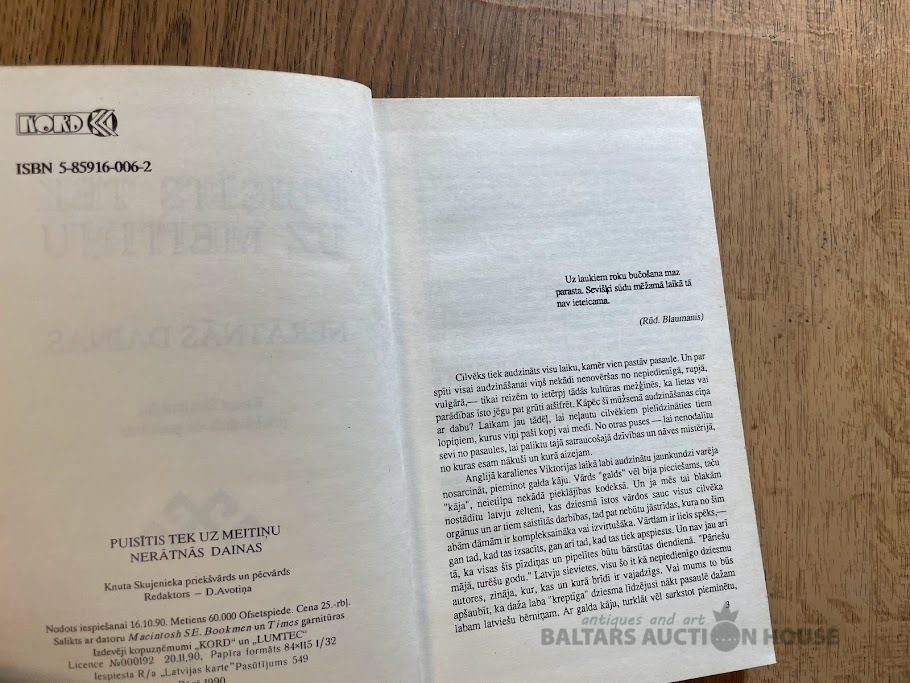 KORD
ISBN 5-85916-006-2
PUISĪTIS TEK UZ MEITIŅU
NERĀTNĀS DAINAS
Knuta Skujenieka priekšvārds un pēcvārds
Redaktors – D.Avotiņa
Nodots iespiešanai 16.10.90. Metiens 60.000 Ofsetspiede. Cena 25.-rbļ.
Salikts ar datoru Macintosh SE. Bookmen un Times garnitūras
Izdevēji kopuzņēmumi „KORD" un „LUMTEC"
Licence №000192 20.11.90, Papīra formāts 84×115 1/32
Iespiesta R/a „Latvijas karte" Pasūtījums 549
1990
Uz laukiem roku bučošana maz
parasta. Sevišķi sūdu mēžamā laikā tā
nav ieteicama.
(Rūd. Blaumanis)
Cilvēks tiek audzināts visu laiku, kamēr vien pastāv pasaule. Un par
spīti visai audzināšanai viņš nekādi nenovēršas no nepiedienīgā, rupjā,
vulgārā,— tikai reizēm to ietērpj tādās kultūras mežģīnēs, ka lietas vai
parādības īsto jēgu pat grūti atšifrēt. Kāpēc šī mūžsenā audzināšanas cīņa
ar dabu? Laikam jau tādēļ, lai neļautu cilvēkiem pielīdzināties tiem
lopiņiem, kurus viņi paši kopj vai medī. No otras puses — lai nenodalītu
sevi no pasaules, lai paliktu tajā satraucošajā dzīvības un nāves mistērijā,
no kuras esam nākuši un kurā aizejam.
Anglijā karalienes Viktorijas laikā labi audzinātu jaunkundzi varēja
nosarcināt, pieminot galda kāju. Vārds "galds" vēl bija pieciešams, taču
"kāja", neietilpa nekādā pieklājības kodeksā. Un ja mēs tai blakām
nostādītu latvju zelteni, kas dziesmā īstos vārdos sauc visus cilvēka
orgānus un ar tiem saistītās darbības, tad pat nebūtu jāstrīdas, kura no šīm
abām dāmām ir kompleksaināka vai izvirtušāka. Vārtlam ir liels spēks,—
gan tad, kad tas izsacīts, gan arī tad, kad tas apspiests. Un nav jau arī
tā, ka visas šīs pizdiņas un pipelītes būtu bārsūtas diendienā. "Pāriešu
mājā, turēšu godu." Latvju sievietes, visu šo it kā nepiedienīgo dziesmu
autores, zināja, kur, kas un kurā brīdī ir vajadzīgs. Vai mums to būs
apšaubīt, ka daža laba "kreptīga" dziesma līdzējusi nākt pasaulē dažam
labam latviešu bērniņam. Ar galda kāju, turklāt vēl sarkstot pieminētu,
3
antiques and art
BALTARS AUCTION HOUSE